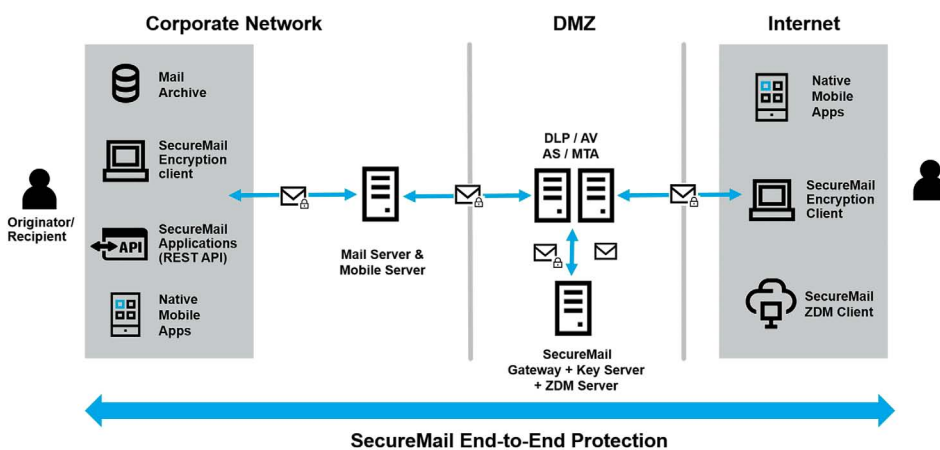 Corporate Network
DMZ
Internet
Mail
Archive
SecureMail
Encryption
client
API
SecureMail
Applications
(REST API)
Native
Mobile
Apps
Originator/
Recipient
Mail Server &
Mobile Server
DLP / AV
AS / MTA
SecureMail
Gateway + Key Server
+ ZDM Server
Native
Mobile
Apps
SecureMail
Encryption
Client
SecureMail
ZDM Client
SecureMail End-to-End Protection